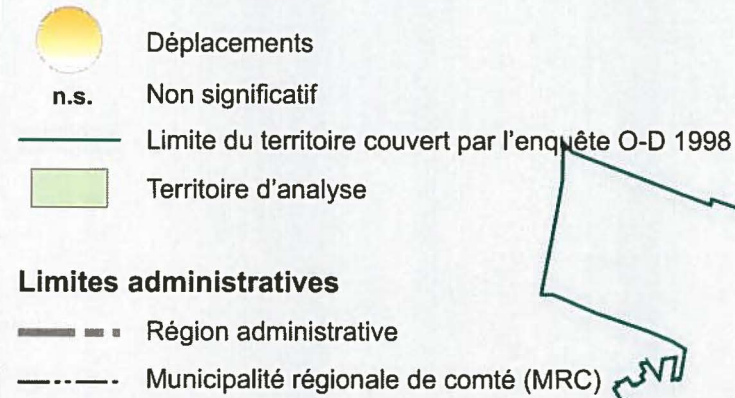 Déplacements
n.s. Non significatif
Limite du territoire couvert par l'enquête O-D 1998
Territoire d'analyse
Limites administratives
Région administrative
Municipalité régionale de comté (MRC)